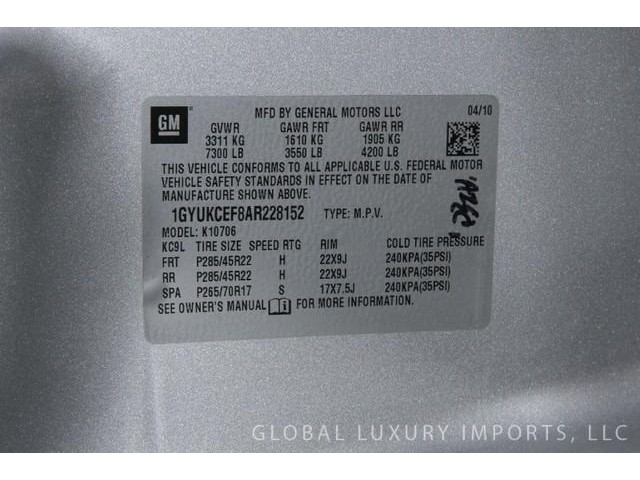 GM
MFD BY GENERAL MOTORS LLC 04/10
GVWR GAWR FRT GAWR RR
3311 KG 1610 KG 1905 KG
7300 LB 3550 LB 4200 LB
THIS VEHICLE CONFORMS TO ALL APPLICABLE U.S. FEDERAL MOTOR
VEHICLE SAFETY STANDARDS IN EFFECT ON THE DATE OF
MANUFACTURE SHOWN ABOVE.
1GYUKCEF8AR228152 TYPE: M.P.V.
MODEL: K10706
KC9L TIRE SIZE SPEED RTG RIM COLD TIRE PRESSURE
FRT P285/45R22 H 22X9J 240KPA(35PSI)
RR P285/45R22 H 22X9J 240KPA(35PSI)
SPA P265/70R17 S 17X7.5J 240KPA(35PSI)
SEE OWNER'S MANUAL FOR MORE INFORMATION.
GLOBAL LUXURY IMPORTS, LLC